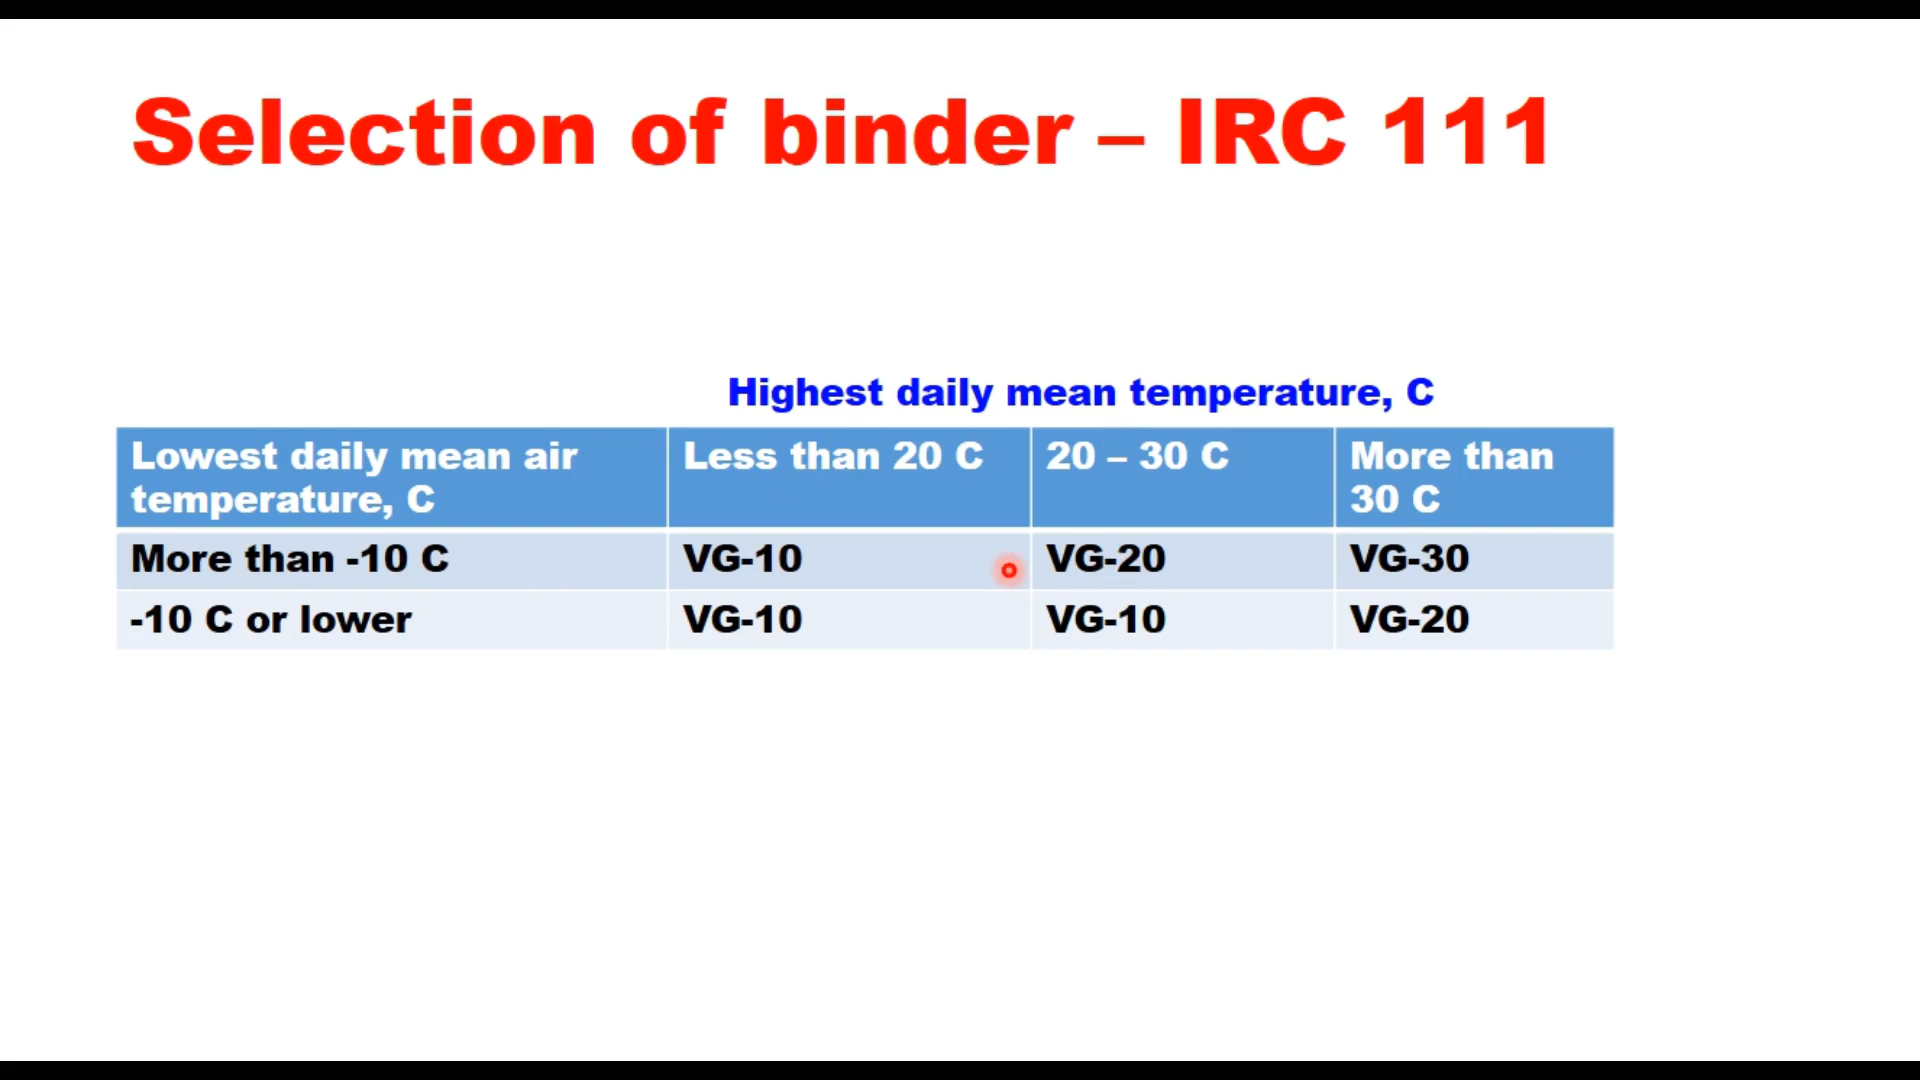 Selection of binder – IRC 111
Highest daily mean temperature, C
Lowest daily mean air temperature, C | Less than 20 C | 20 – 30 C | More than 30 C
More than -10 C | VG-10 | VG-20 | VG-30
-10 C or lower | VG-10 | VG-10 | VG-20